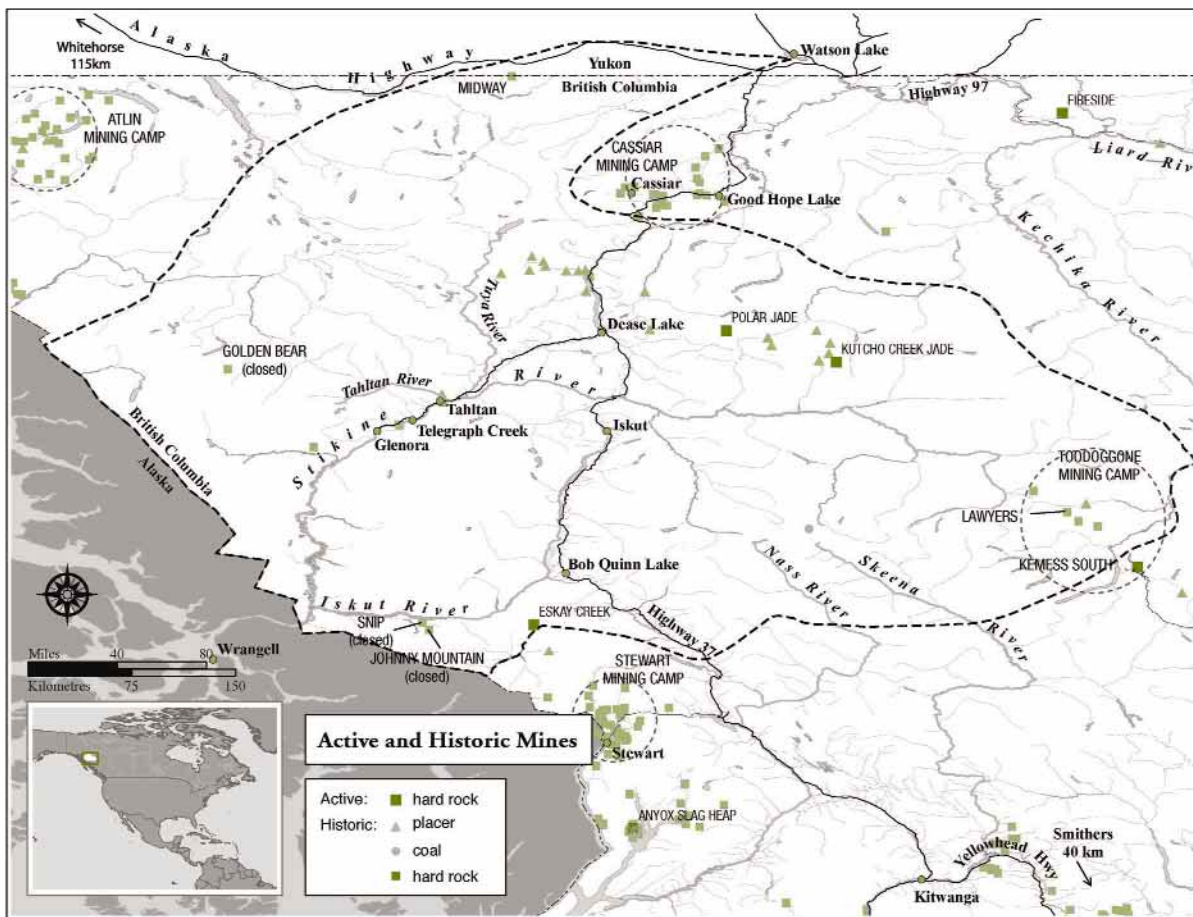 Alaska Highway
Whitehorse
115km
Watson Lake
Yukon
British Columbia
MIDWAY
Highway 97
FIRESIDE
Liard Riv
ATLIN
MINING CAMP
CASSIAR
MINING CAMP
Cassiar
Good Hope Lake
Kechika River
Tuya River
Dease Lake
POLAR JADE
KUTCHO CREEK JADE
GOLDEN BEAR
(closed)
Tahltan River
Stikine River
Tahltan
Telegraph Creek
Glenora
Iskut
British Columbia
Alaska
TOODOGGONE
MINING CAMP
LAWYERS
KEMESS SOUTH
Nass River
Skeena River
Bob Quinn Lake
Iskut River
SNIP
(closed)
JOHNNY MOUNTAIN
(closed)
ESKAY CREEK
Highway 37
STEWART
MINING CAMP
Stewart
Wrangell
Miles 40 80
Kilometres 75 150
Active and Historic Mines
Active: hard rock
Historic: placer
coal
hard rock
ANYOX SLAG HEAP
Smithers
40 km
Yellowhead Hwy
Kitwanga